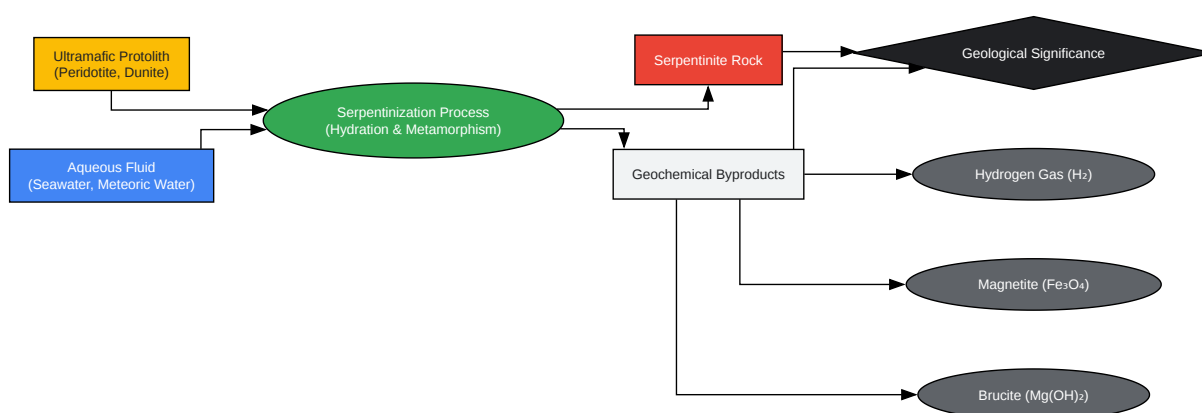 Ultramafic Protolith
(Peridotite, Dunite)
Aqueous Fluid
(Seawater, Meteoric Water)
Serpentinization Process
(Hydration & Metamorphism)
Serpentinite Rock
Geochemical Byproducts
Geological Significance
Hydrogen Gas (H₂)
Magnetite (Fe₃O₄)
Brucite (Mg(OH)₂)